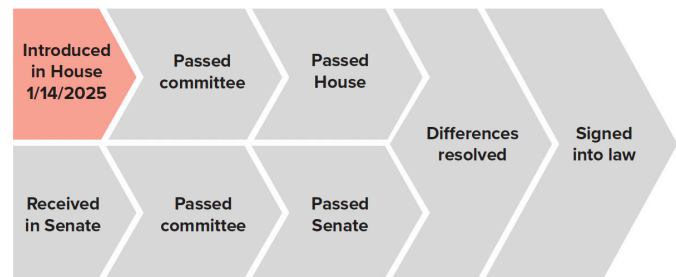 Introduced
in House
1/14/2025
Passed
committee
Passed
House
Differences
resolved
Signed
into law
Received
in Senate
Passed
committee
Passed
Senate